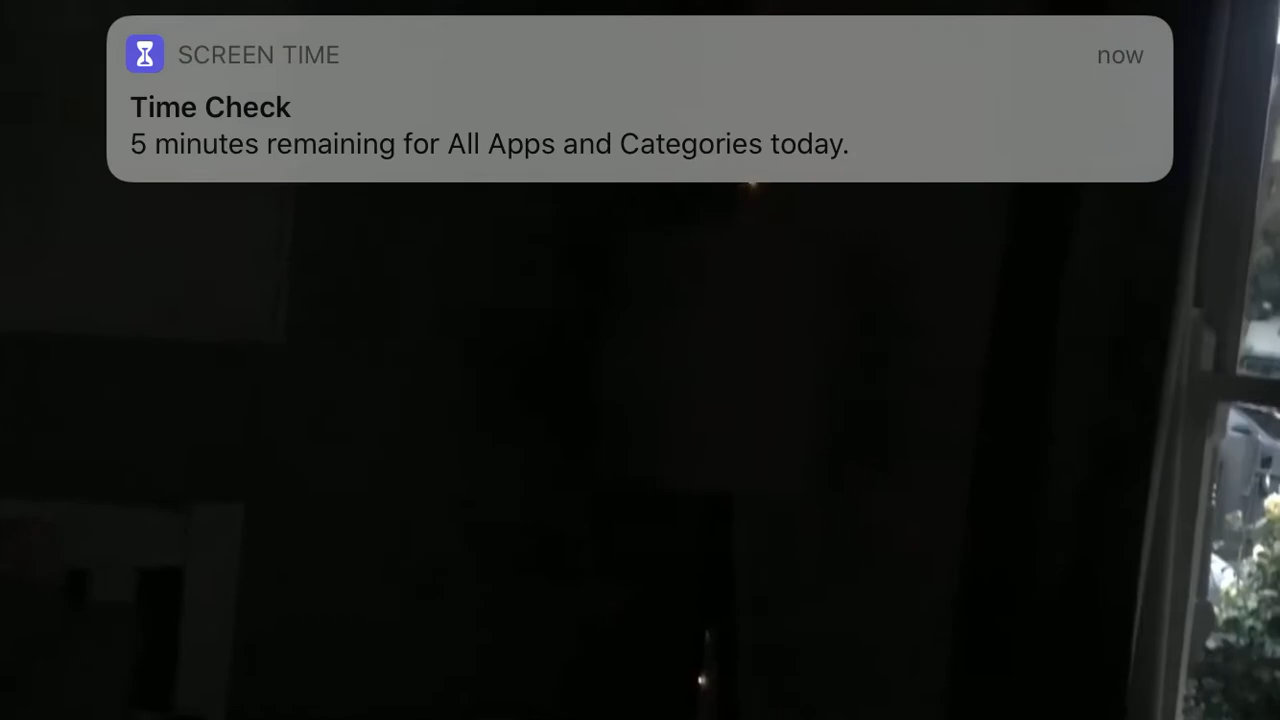 SCREEN TIME
now
Time Check
5 minutes remaining for All Apps and Categories today.